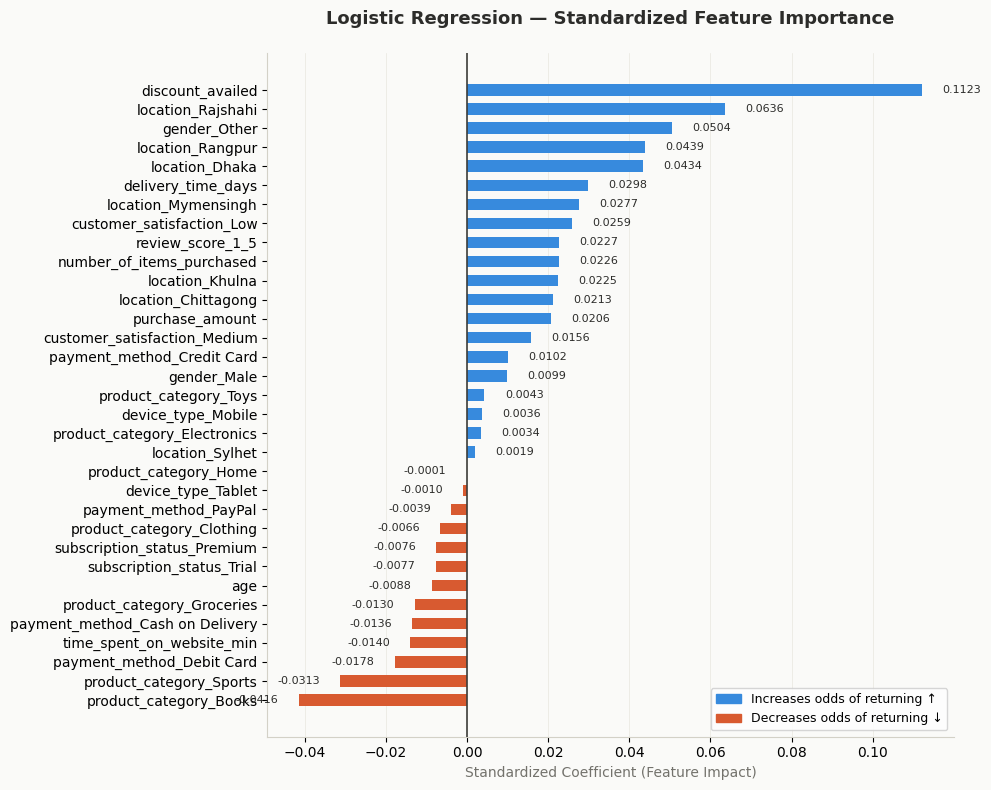 Logistic Regression — Standardized Feature Importance
discount_availed 0.1123
location_Rajshahi 0.0636
gender_Other 0.0504
location_Rangpur 0.0439
location_Dhaka 0.0434
delivery_time_days 0.0298
location_Mymensingh 0.0277
customer_satisfaction_Low 0.0259
review_score_1_5 0.0227
number_of_items_purchased 0.0226
location_Khulna 0.0225
location_Chittagong 0.0213
purchase_amount 0.0206
customer_satisfaction_Medium 0.0156
payment_method_Credit Card 0.0102
gender_Male 0.0099
product_category_Toys 0.0043
device_type_Mobile 0.0036
product_category_Electronics 0.0034
location_Sylhet 0.0019
product_category_Home -0.0001
device_type_Tablet -0.0010
payment_method_PayPal -0.0039
product_category_Clothing -0.0066
subscription_status_Premium -0.0076
subscription_status_Trial -0.0077
age -0.0088
product_category_Groceries -0.0130
payment_method_Cash on Delivery -0.0136
time_spent_on_website_min -0.0140
payment_method_Debit Card -0.0178
product_category_Sports -0.0313
product_category_Books -0.0416
Increases odds of returning ↑
Decreases odds of returning ↓
−0.04 −0.02 0.00 0.02 0.04 0.06 0.08 0.10
Standardized Coefficient (Feature Impact)